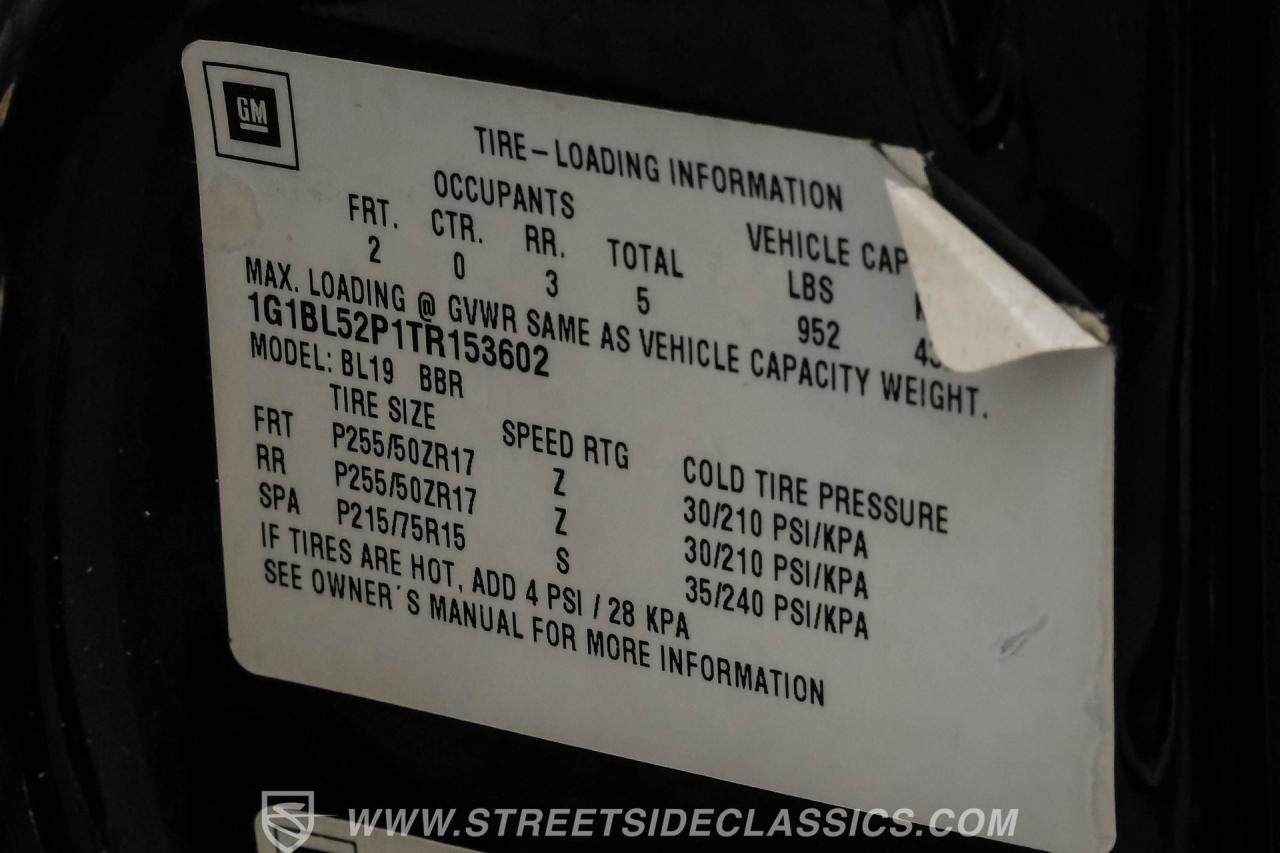 GM
TIRE-LOADING INFORMATION
OCCUPANTS VEHICLE CAP
FRT. CTR. RR. TOTAL LBS
2 0 3 5 952
MAX. LOADING @ GVWR SAME AS VEHICLE CAPACITY WEIGHT.
1G1BL52P1TR153602
MODEL: BL19 BBR
TIRE SIZE SPEED RTG COLD TIRE PRESSURE
FRT P255/50ZR17 Z 30/210 PSI/KPA
RR P255/50ZR17 Z 30/210 PSI/KPA
SPA P215/75R15 S 35/240 PSI/KPA
IF TIRES ARE HOT, ADD 4 PSI / 28 KPA
SEE OWNER´S MANUAL FOR MORE INFORMATION
WWW.STREETSIDECLASSICS.COM